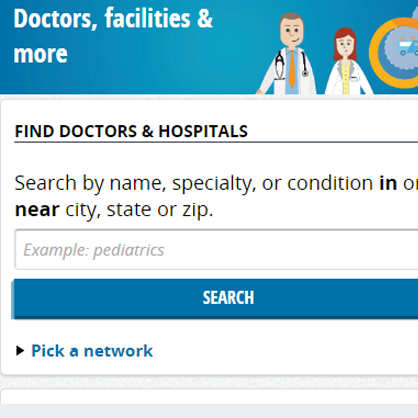 Doctors, facilities &
more
FIND DOCTORS & HOSPITALS
Search by name, specialty, or condition in or
near city, state or zip.
Example: pediatrics
SEARCH
Pick a network